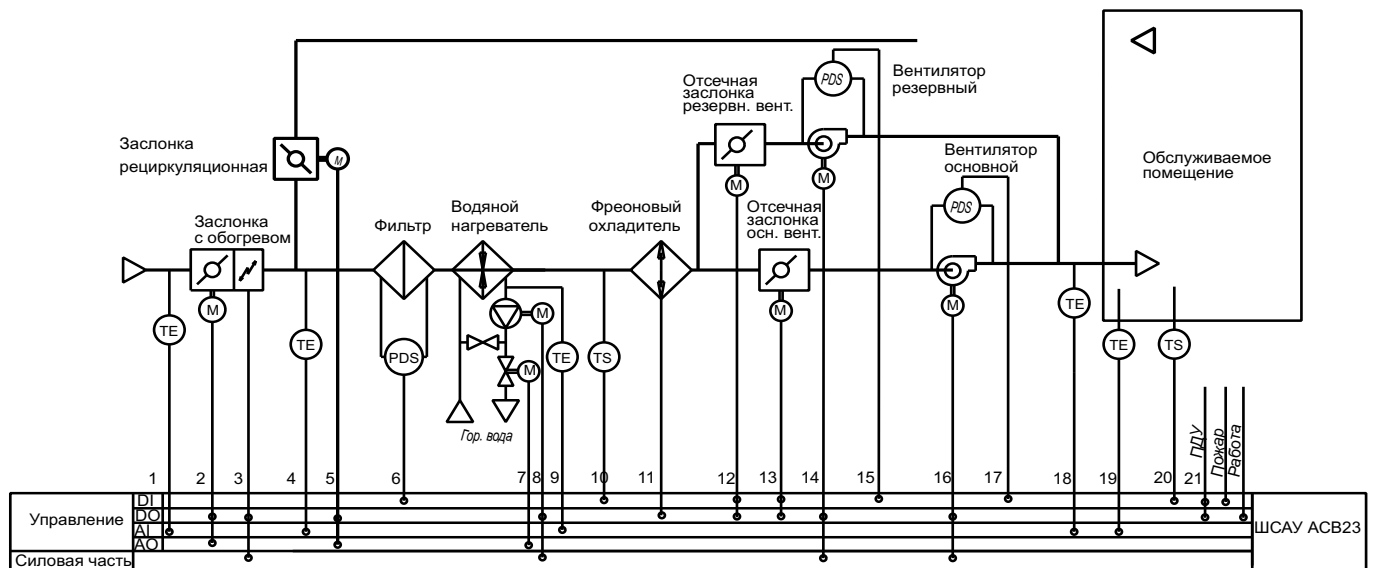 Отсечная
заслонка
резервн. вент.
PDS
Вентилятор
резервный
Заслонка
рециркуляционная
M
M
M
Вентилятор
основной
PDS
Обслуживаемое
помещение
Заслонка
с обогревом
Фильтр
Водяной
нагреватель
Фреоновый
охладитель
Отсечная
заслонка
осн. вент.
M
M
M
M
TE
TE
PDS
M
TE
TS
TE
TE
TS
Гор. вода
ПДУ
Пожар
Работа
1
2
3
4
5
6
7
8
9
10
11
12
13
14
15
16
17
18
19
20
21
Управление
DI
DO
AI
AO
Силовая часть
ШСАУ АСВ23